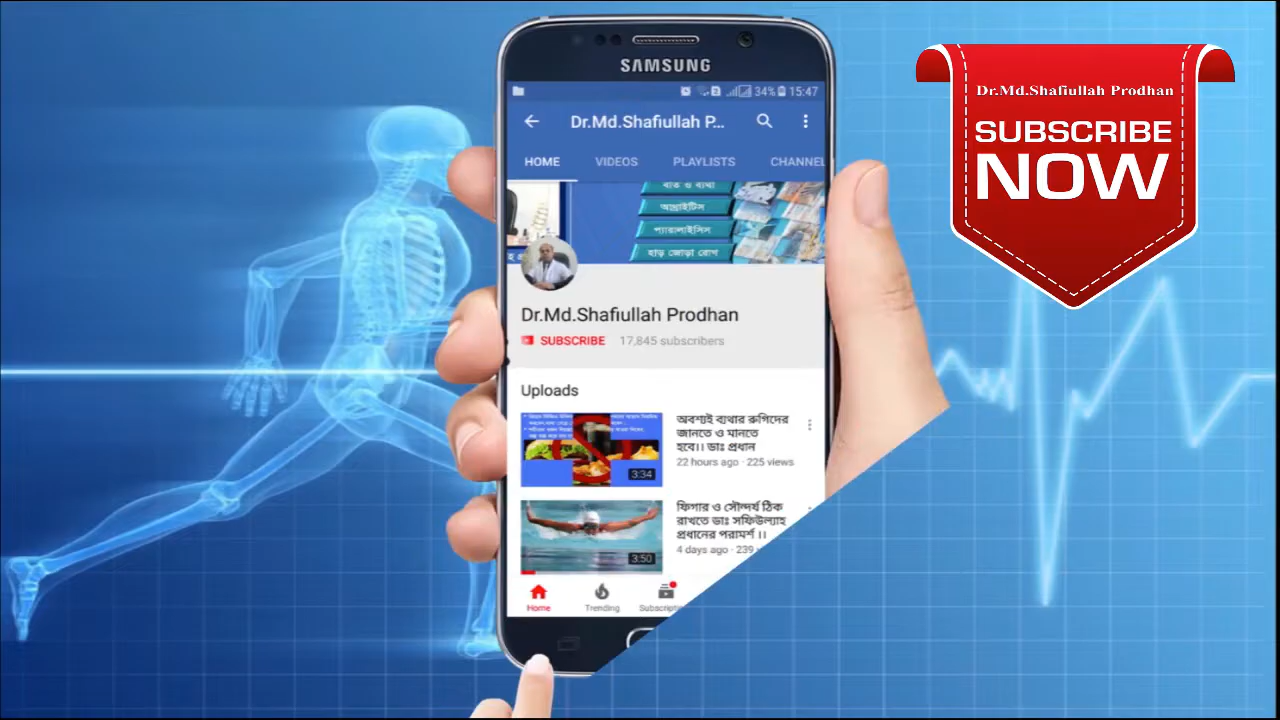 SAMSUNG
34% 15:47
Dr.Md.Shafiullah P...
HOME VIDEOS PLAYLISTS CHANNEL
বাত ও ব্যথা
আর্থ্রাইটিস
প্যারালাইসিস
হাড় জোড়া রোগ
Dr.Md.Shafiullah Prodhan
SUBSCRIBE 17,845 subscribers
Uploads
অবশ্যই ব্যথার রুগিদের
জানতে ও মানতে
হবে।। ডাঃ প্রধান
22 hours ago · 225 views
3:34
ফিগার ও সৌন্দর্য ঠিক
রাখতে ডাঃ সফিউল্যাহ
প্রধানের পরামর্শ ।।
4 days ago · 239
3:50
Home Trending
Dr.Md.Shafiullah Prodhan
SUBSCRIBE
NOW